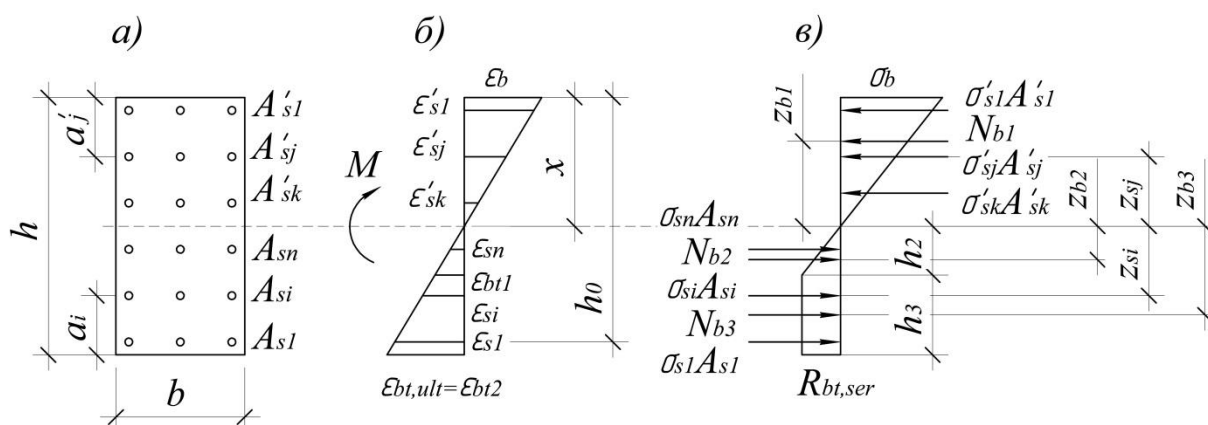 а)
h
a'j
ai
b
A's1
A'sj
A'sk
Asn
Asi
As1
б)
M
εb
ε's1
ε'sj
ε'sk
εsn
εbt1
εsi
εs1
εbt,ult=εbt2
x
h0
в)
σb
zb1
σ's1A's1
Nb1
σ'sjA'sj
σ'skA'sk
σsnAsn
Nb2
σsiAsi
Nb3
σs1As1
Rbt,ser
h2
h3
zb2
zsj
zsi
zb3